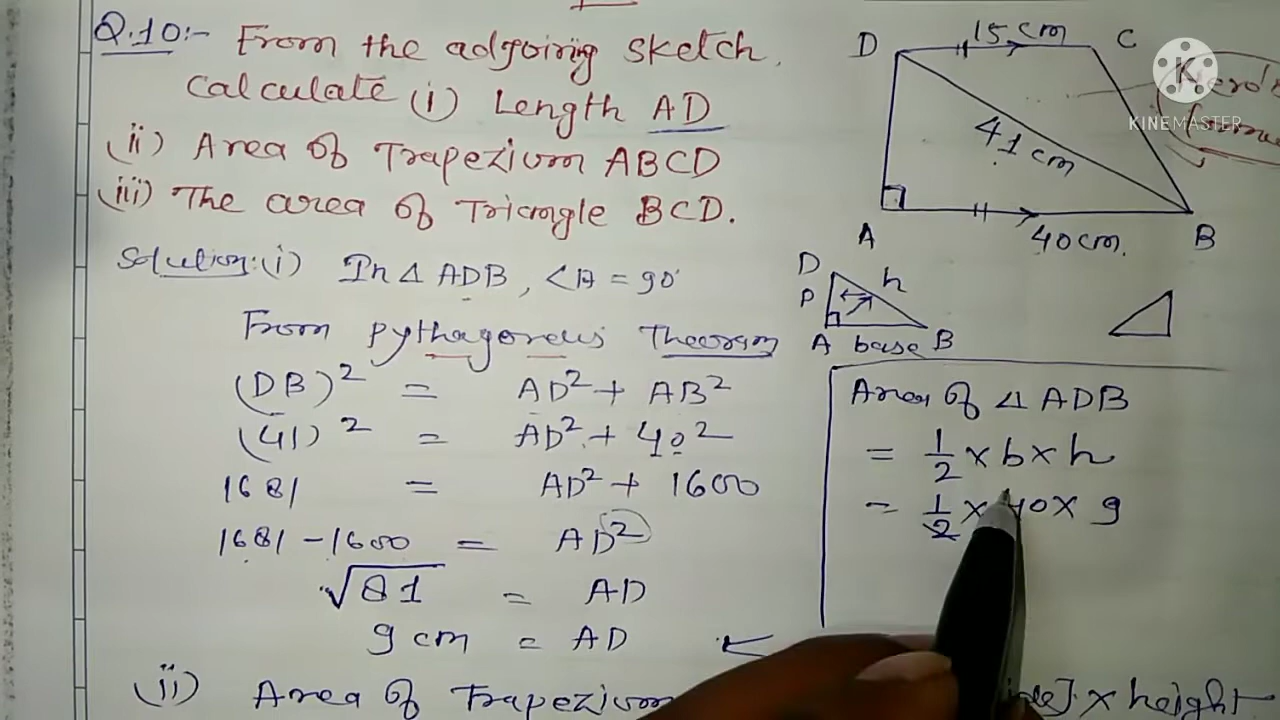 Q.10:- From the adjoining sketch,
Calculate (i) Length AD
(ii) Area of Trapezium ABCD
(iii) The area of Triangle BCD.
D 15 cm C
41 cm
A 40 cm. B
KINEMASTER
Solution: (i) In △ ADB, <A = 90°
From Pythagoreus Theorem
(DB)² = AD² + AB²
(41)² = AD² + 40²
1681 = AD² + 1600
1681 - 1600 = AD²
√81 = AD
9 cm = AD
D
P h
A base B
Area of △ ADB
= 1/2 × b × h
= 1/2 × 40 × 9
(ii) Area of Trapezium × height